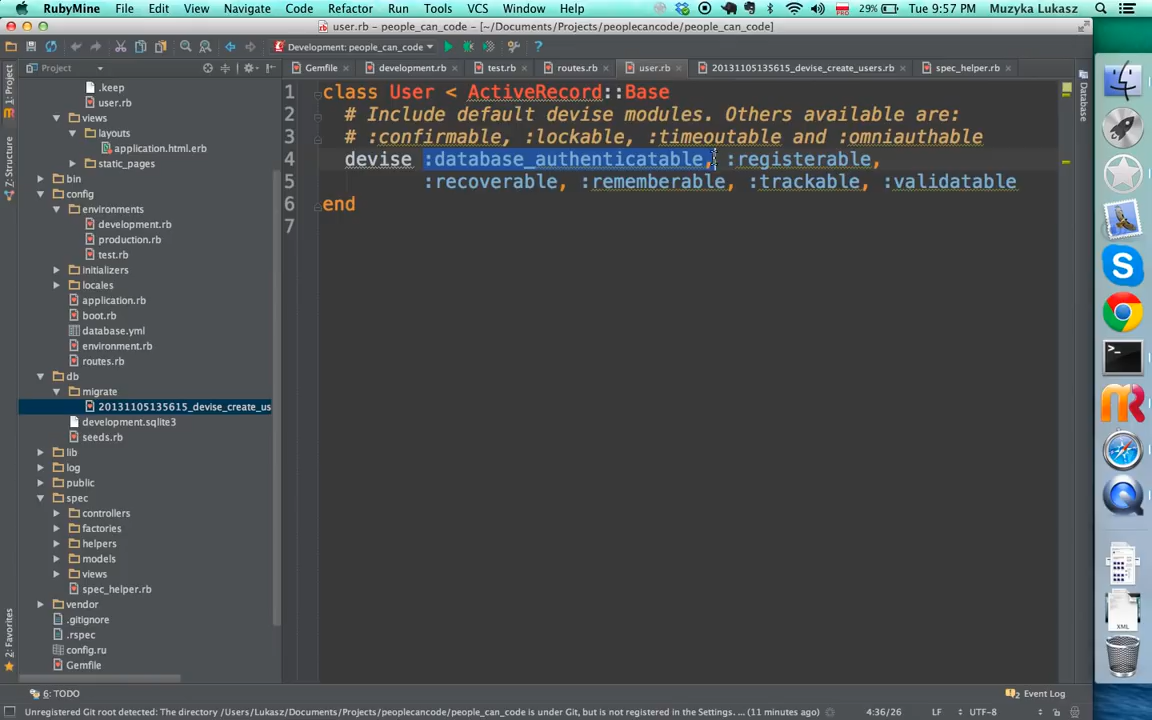 RubyMine File Edit View Navigate Code Refactor Run Tools VCS Window Help 29% Tue 9:57 PM Muzyka Lukasz
user.rb - people_can_code - [~/Documents/Projects/peoplecancode/people_can_code]
Development: people_can_code
Project
Gemfile development.rb test.rb routes.rb user.rb 20131105135615_devise_create_users.rb spec_helper.rb
1: Project
Z: Structure
2: Favorites
Database
.keep
user.rb
views
layouts
application.html.erb
static_pages
bin
config
environments
development.rb
production.rb
test.rb
initializers
locales
application.rb
boot.rb
database.yml
environment.rb
routes.rb
db
migrate
20131105135615_devise_create_us
development.sqlite3
seeds.rb
lib
log
public
spec
controllers
factories
helpers
models
views
spec_helper.rb
vendor
.gitignore
.rspec
config.ru
Gemfile
1 class User < ActiveRecord::Base
2 # Include default devise modules. Others available are:
3 # :confirmable, :lockable, :timeoutable and :omniauthable
4 devise :database_authenticatable, :registerable,
5 :recoverable, :rememberable, :trackable, :validatable
6 end
7
XML
6: TODO
2 Event Log
Unregistered Git root detected: The directory /Users/Lukasz/Documents/Projects/peoplecancode/people_can_code is under Git, but is not registered in the Settings. ... (11 minutes ago) 4:36/26 LF UTF-8